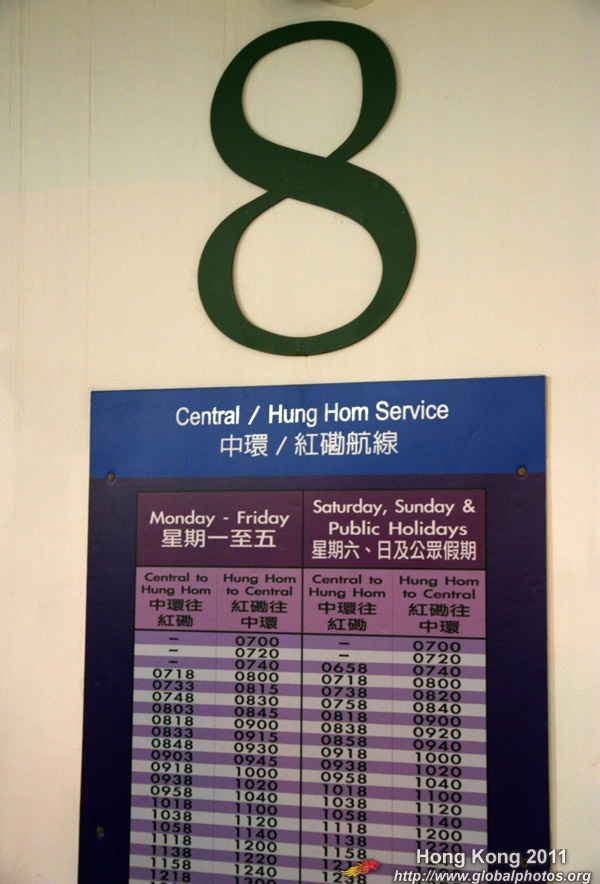 8
Central / Hung Hom Service
中環 / 紅磡航線
Monday - Friday
星期一至五
Saturday, Sunday &
Public Holidays
星期六、日及公眾假期
Central to
Hung Hom
中環往
紅磡
Hung Hom
to Central
紅磡往
中環
Central to
Hung Hom
中環往
紅磡
Hung Hom
to Central
紅磡往
中環
– 0700 – 0700
– 0720 – 0720
– 0740 0658 0740
0718 0800 0718 0800
0733 0815 0738 0820
0748 0830 0758 0840
0803 0845 0818 0900
0818 0900 0838 0920
0833 0915 0858 0940
0848 0930 0918 1000
0903 0945 0938 1020
0918 1000 0958 1040
0938 1020 1018 1100
0958 1040 1038 1120
1018 1100 1058 1140
1038 1120 1118 1200
1058 1140 1138 1220
1118 1200 1158
1138 1220
1158 1240 1238
1218 1300
Hong Kong 2011
http://www.globalphotos.org